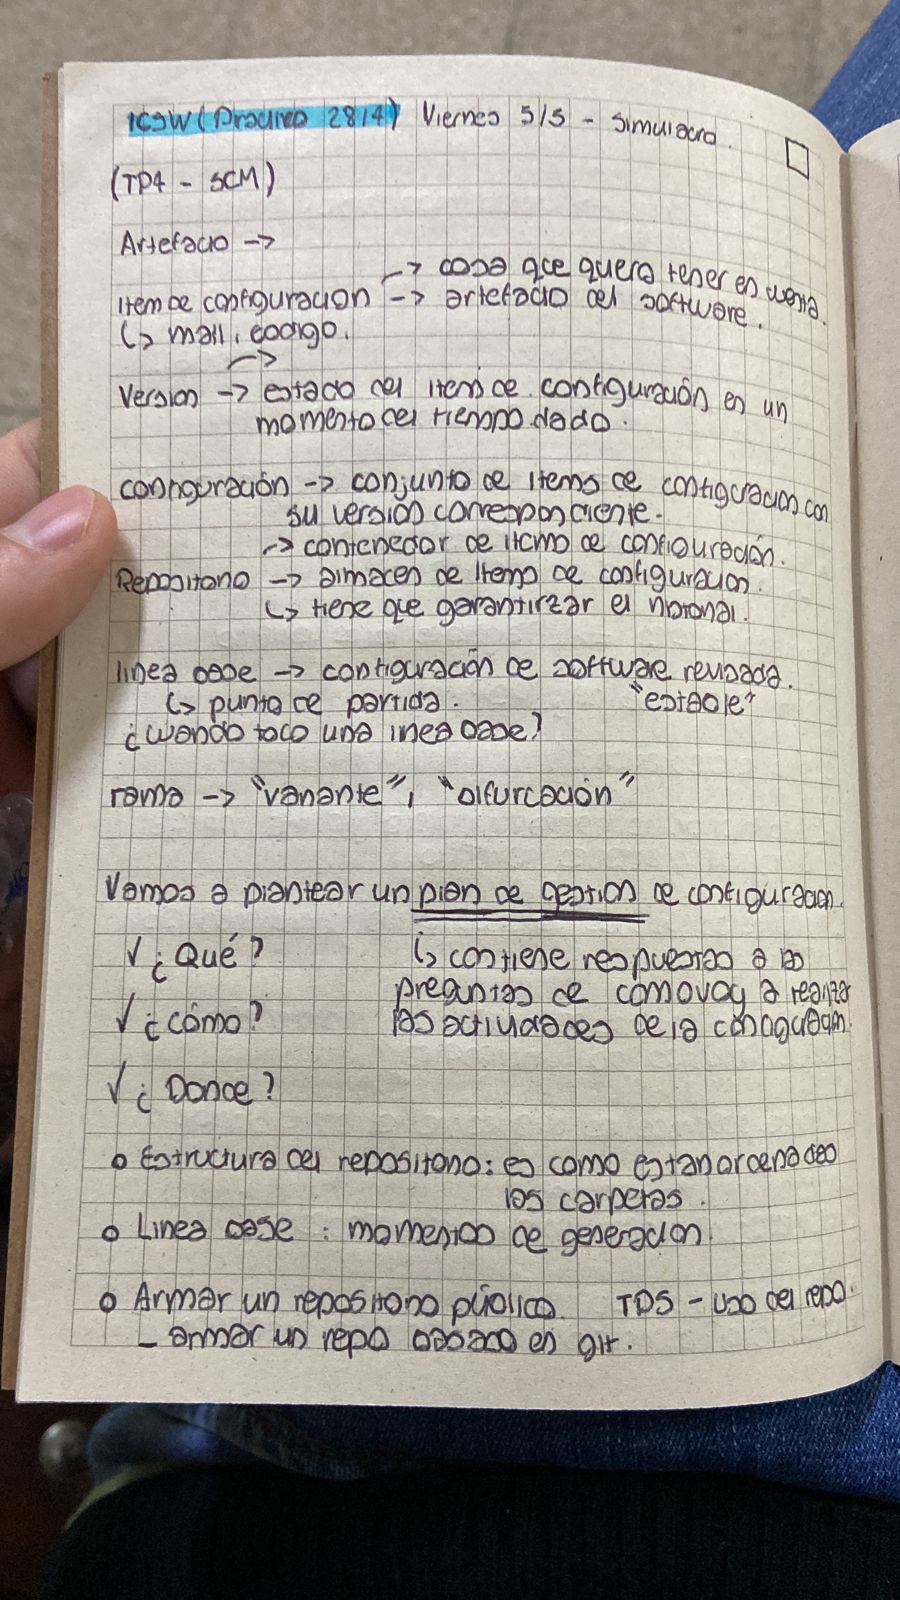 ICSW (Práctico 28/4) Viernes 5/5 - Simulacro.
(TP4 - SCM)
Artefacto →
→ cosa que quero tener en cuenta.
Item de configuracion → artefacto del software.
↳ mail, codigo.
Version → estado del item de configuración en un
momento del tiempo dado.
configuración → conjunto de items de configuracion con
su version correspondiente.
→ contenedor de items de configuración.
Repositorio → almacen de items de configuracion.
↳ tiene que garantirzar el historial.
linea base → configuración de software revisada.
↳ punto de partida. "estable"
¿cuando toco una linea base?
rama → "variante", "bifurcación"
Vamos a plantear un plan de gestion de configuracion.
✓ ¿Qué? ↳ contiene respuestas a las
preguntas de como voy a realizar
✓ ¿cómo? las actividades de la configuracion.
✓ ¿Donde?
o Estructura del repositorio: es como estan ordenadas
las carpetas.
o Linea base : momentos de generacion.
o Armar un repositorio público. TP5 - uso del repo.
- armar un repo basado en git.